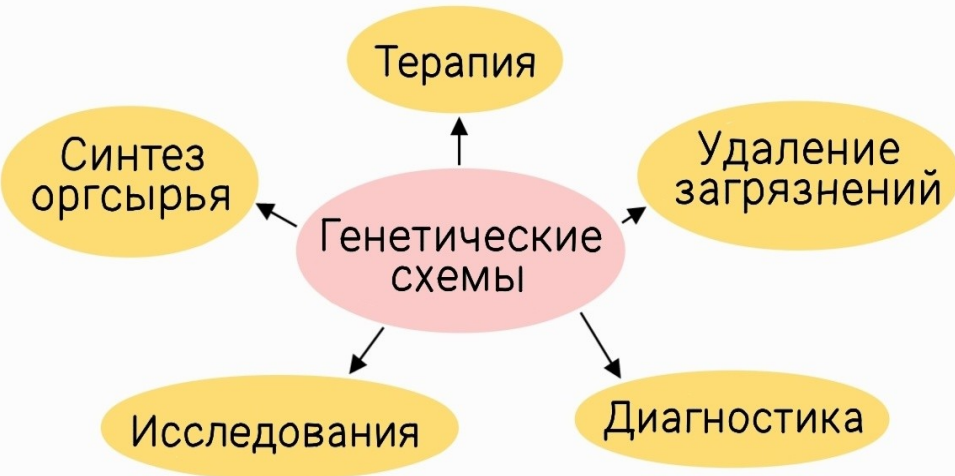 Терапия
Синтез
оргсырья
Удаление
загрязнений
Генетические
схемы
Исследования
Диагностика